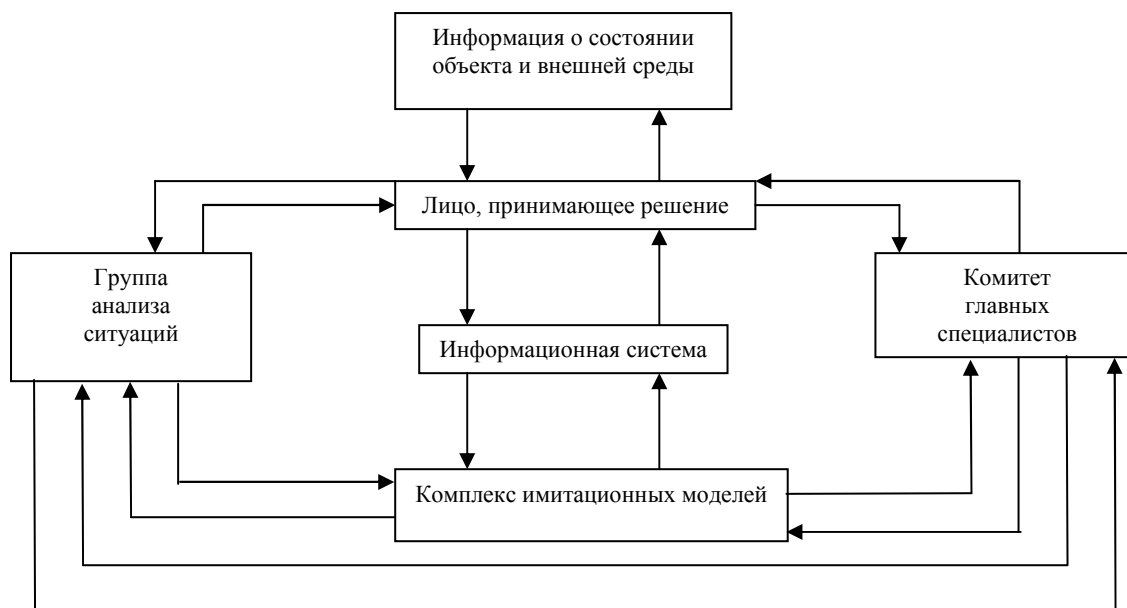 Информация о состоянии
объекта и внешней среды
Лицо, принимающее решение
Группа
анализа
ситуаций
Комитет
главных
специалистов
Информационная система
Комплекс имитационных моделей